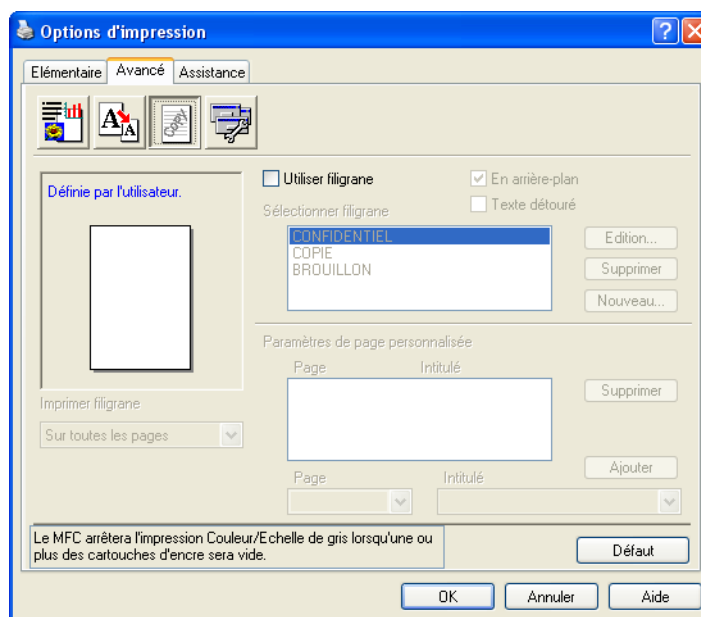 Options d'impression
Elémentaire
Avancé
Assistance
A
A
COPY
Définie par l'utilisateur.
Utiliser filigrane
En arrière-plan
Texte détouré
Sélectionner filigrane
CONFIDENTIEL
COPIE
BROUILLON
Edition...
Supprimer
Nouveau...
Imprimer filigrane
Sur toutes les pages
Paramètres de page personnalisée
Page
Intitulé
Supprimer
Ajouter
Page
Intitulé
Le MFC arrêtera l'impression Couleur/Echelle de gris lorsqu'une ou
plus des cartouches d'encre sera vide.
Défaut
OK
Annuler
Aide